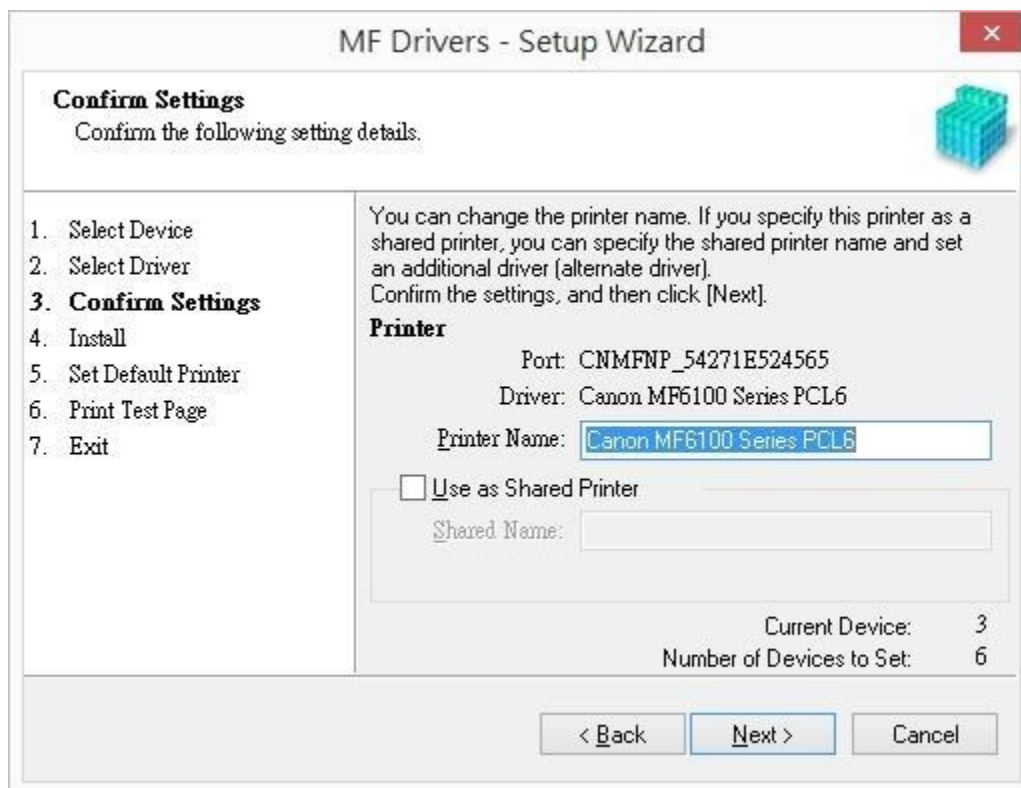 MF Drivers - Setup Wizard
Confirm Settings
Confirm the following setting details.
1. Select Device
2. Select Driver
3. Confirm Settings
4. Install
5. Set Default Printer
6. Print Test Page
7. Exit
You can change the printer name. If you specify this printer as a
shared printer, you can specify the shared printer name and set
an additional driver (alternate driver).
Confirm the settings, and then click [Next].
Printer
Port: CNMFNP_54271E524565
Driver: Canon MF6100 Series PCL6
Printer Name: Canon MF6100 Series PCL6
Use as Shared Printer
Shared Name:
Current Device: 3
Number of Devices to Set: 6
< Back Next > Cancel